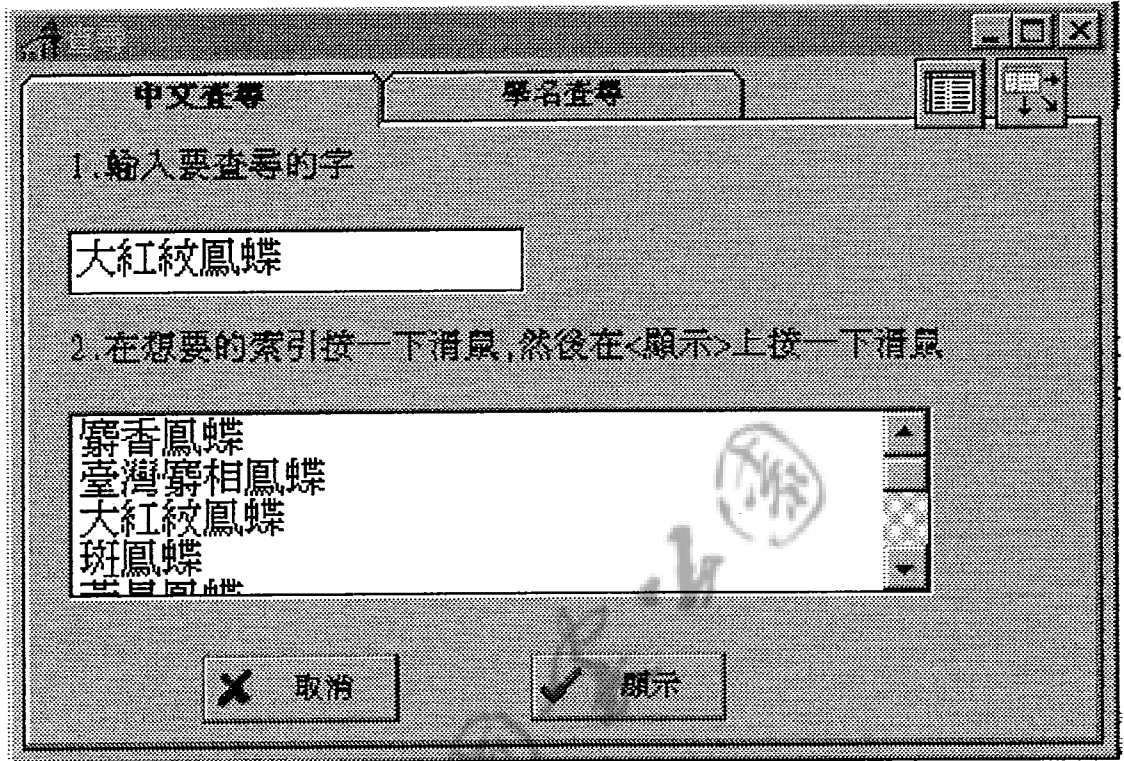 查尋
中文查尋
學名查尋
1.輸入要查尋的字
大紅紋鳳蝶
2.在想要的索引按一下滑鼠,然後在<顯示>上按一下滑鼠
麝香鳳蝶
臺灣麝相鳳蝶
大紅紋鳳蝶
斑鳳蝶
取消
顯示